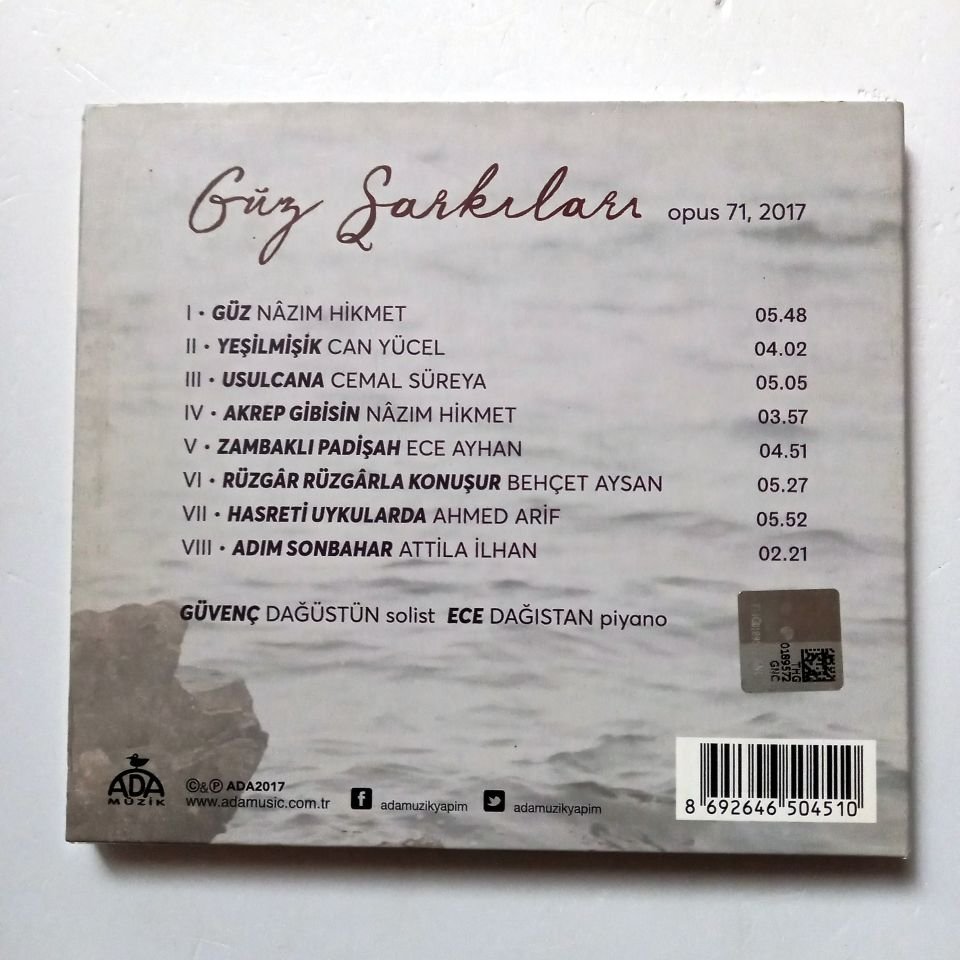 Güz Şarkıları opus 71, 2017
I • GÜZ NÂZIM HİKMET 05.48
II • YEŞİLMİŞİK CAN YÜCEL 04.02
III • USULCANA CEMAL SÜREYA 05.05
IV • AKREP GİBİSİN NÂZIM HİKMET 03.57
V • ZAMBAKLI PADİŞAH ECE AYHAN 04.51
VI • RÜZGÂR RÜZGÂRLA KONUŞUR BEHÇET AYSAN 05.27
VII • HASRETİ UYKULARDA AHMED ARİF 05.52
VIII • ADIM SONBAHAR ATTİLA İLHAN 02.21
GÜVENÇ DAĞÜSTÜN solist ECE DAĞISTAN piyano
0189572
THG
GNC
ADA
MÜZİK
©&℗ ADA2017
www.adamusic.com.tr
adamuzikyapim
adamuzikyapim
8 692646 504510